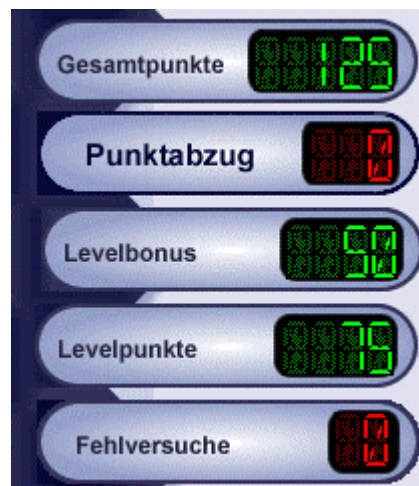 Gesamtpunkte 125
Punktabzug 0
Levelbonus 50
Levelpunkte 75
Fehlversuche 0